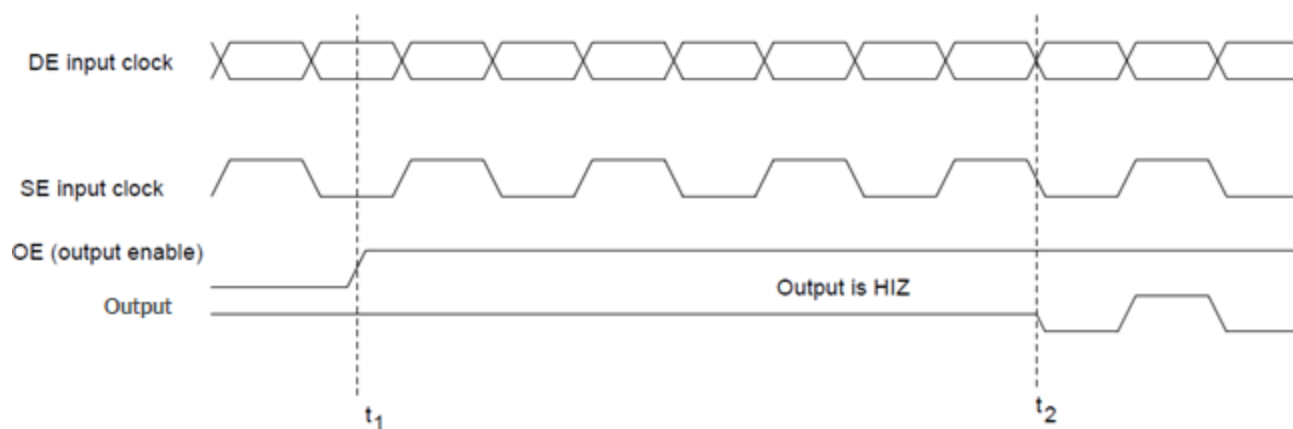 DE input clock
SE input clock
OE (output enable)
Output is HIZ
Output
t1
t2